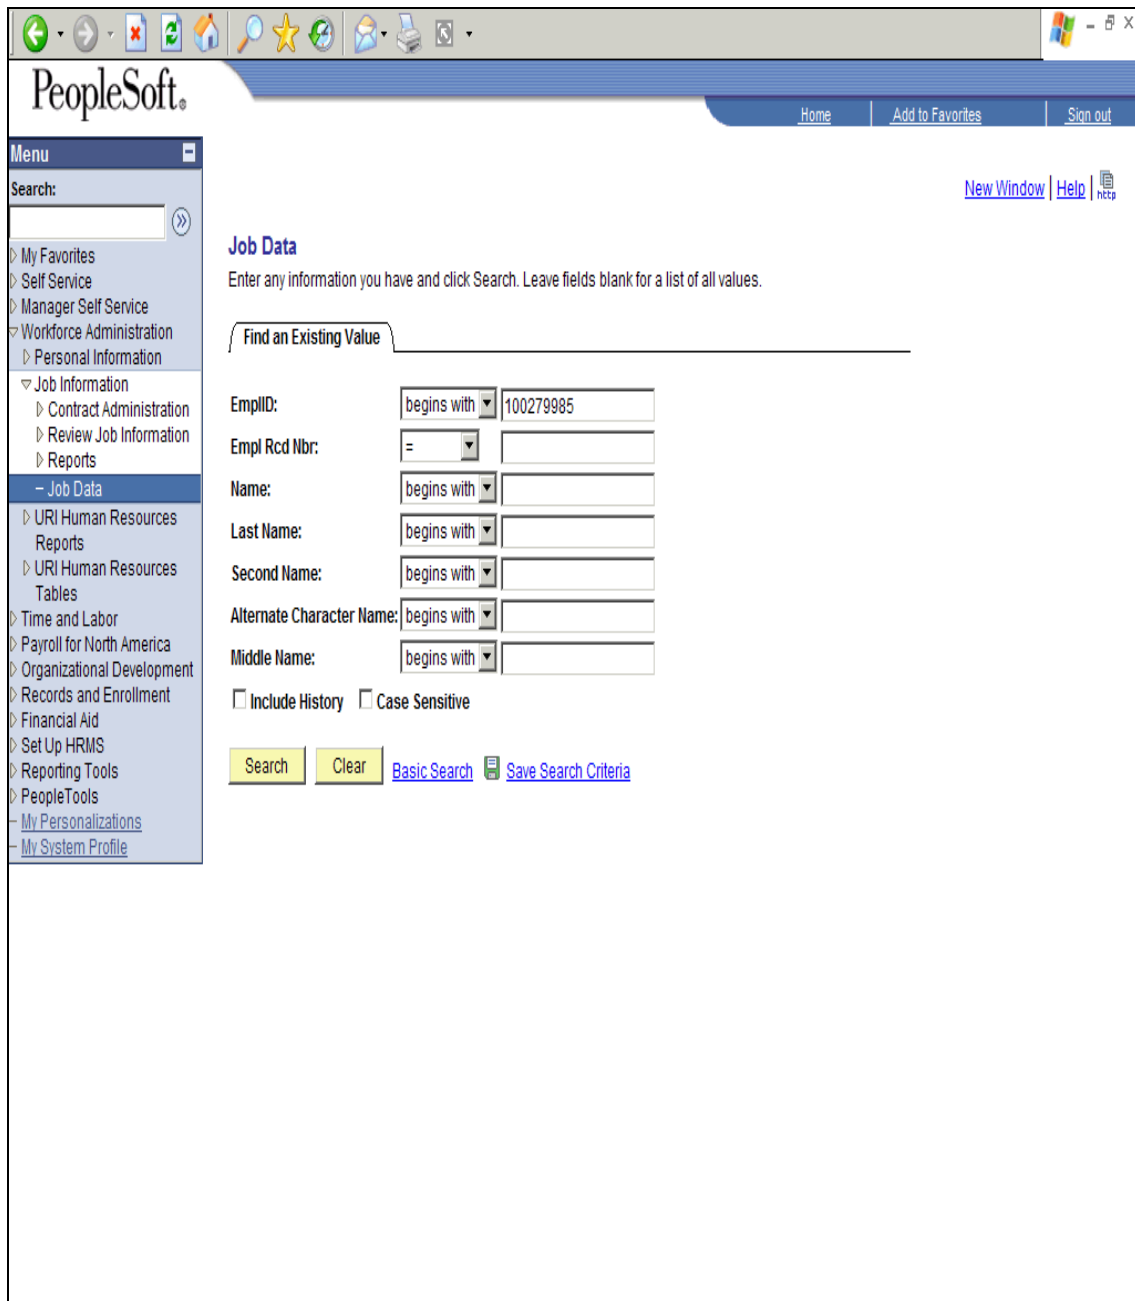 PeopleSoft®
Home Add to Favorites Sign out
Menu
Search:
New Window | Help | http
My Favorites
Self Service
Manager Self Service
Workforce Administration
Personal Information
Job Information
Contract Administration
Review Job Information
Reports
– Job Data
URI Human Resources
Reports
URI Human Resources
Tables
Time and Labor
Payroll for North America
Organizational Development
Records and Enrollment
Financial Aid
Set Up HRMS
Reporting Tools
PeopleTools
– My Personalizations
– My System Profile
Job Data
Enter any information you have and click Search. Leave fields blank for a list of all values.
Find an Existing Value
EmplID: begins with 100279985
Empl Rcd Nbr: =
Name: begins with
Last Name: begins with
Second Name: begins with
Alternate Character Name: begins with
Middle Name: begins with
Include History Case Sensitive
Search Clear Basic Search Save Search Criteria